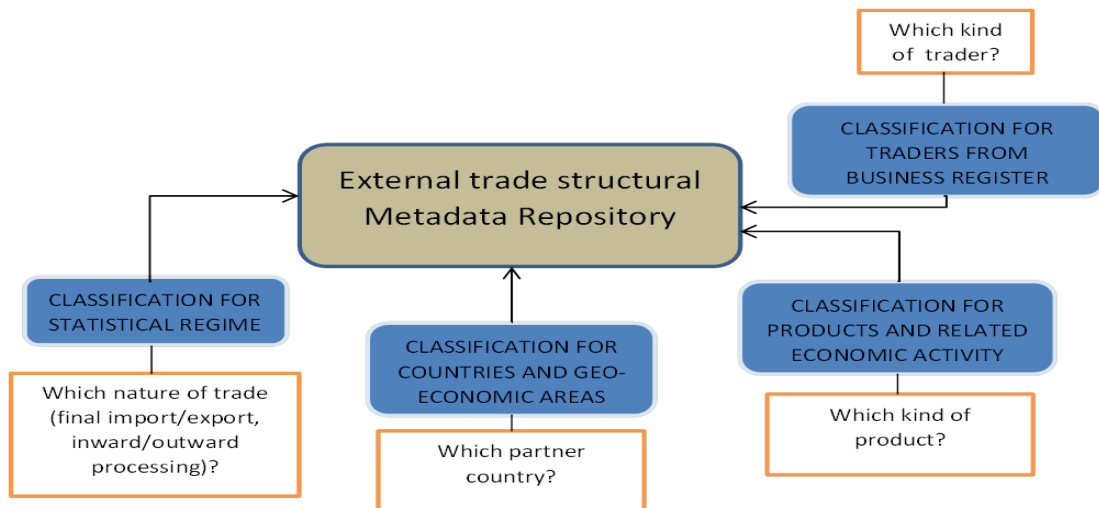 Which kind
of trader?
CLASSIFICATION FOR
TRADERS FROM
BUSINESS REGISTER
External trade structural
Metadata Repository
CLASSIFICATION FOR
STATISTICAL REGIME
CLASSIFICATION FOR
COUNTRIES AND GEO-
ECONOMIC AREAS
CLASSIFICATION FOR
PRODUCTS AND RELATED
ECONOMIC ACTIVITY
Which nature of trade
(final import/export,
inward/outward
processing)?
Which partner
country?
Which kind of
product?